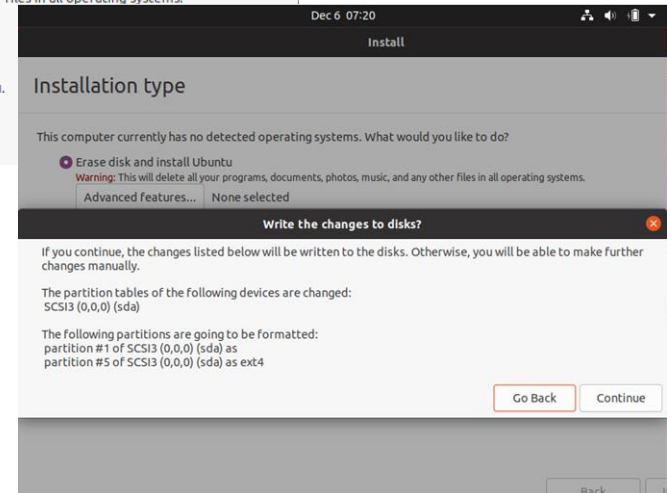 files in all operating systems.
Dec 6 07:20
Install
Installation type
This computer currently has no detected operating systems. What would you like to do?
Erase disk and install Ubuntu
Warning: This will delete all your programs, documents, photos, music, and any other files in all operating systems.
Advanced features... None selected
Write the changes to disks?
If you continue, the changes listed below will be written to the disks. Otherwise, you will be able to make further
changes manually.
The partition tables of the following devices are changed:
SCSI3 (0,0,0) (sda)
The following partitions are going to be formatted:
partition #1 of SCSI3 (0,0,0) (sda) as
partition #5 of SCSI3 (0,0,0) (sda) as ext4
Go Back Continue
Back